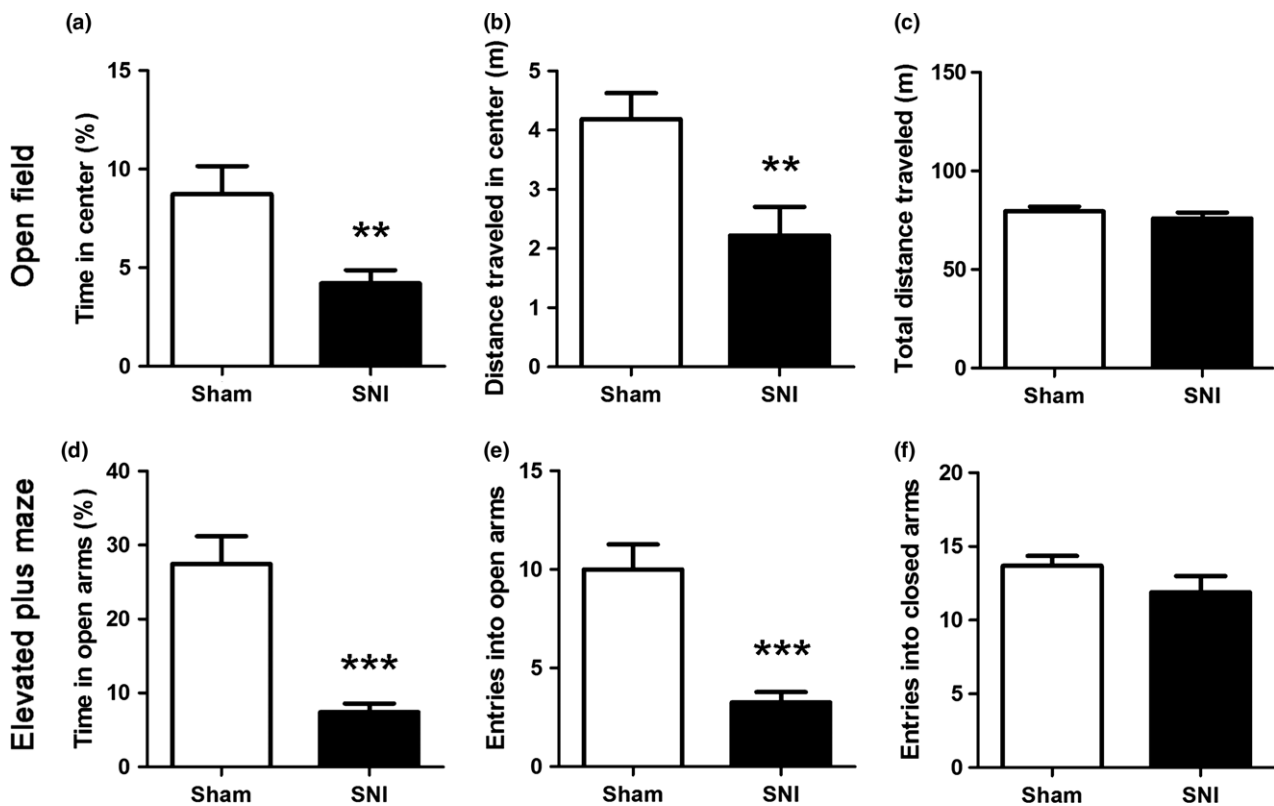 (a)
(b)
(c)
Open field
Time in center (%)
15
10
5
0
**
Sham
SNI
Distance traveled in center (m)
5
4
3
2
1
0
**
Sham
SNI
Total distance traveled (m)
150
100
50
0
Sham
SNI
(d)
(e)
(f)
Elevated plus maze
Time in open arms (%)
40
30
20
10
0
***
Sham
SNI
Entries into open arms
15
10
5
0
***
Sham
SNI
Entries into closed arms
20
15
10
5
0
Sham
SNI